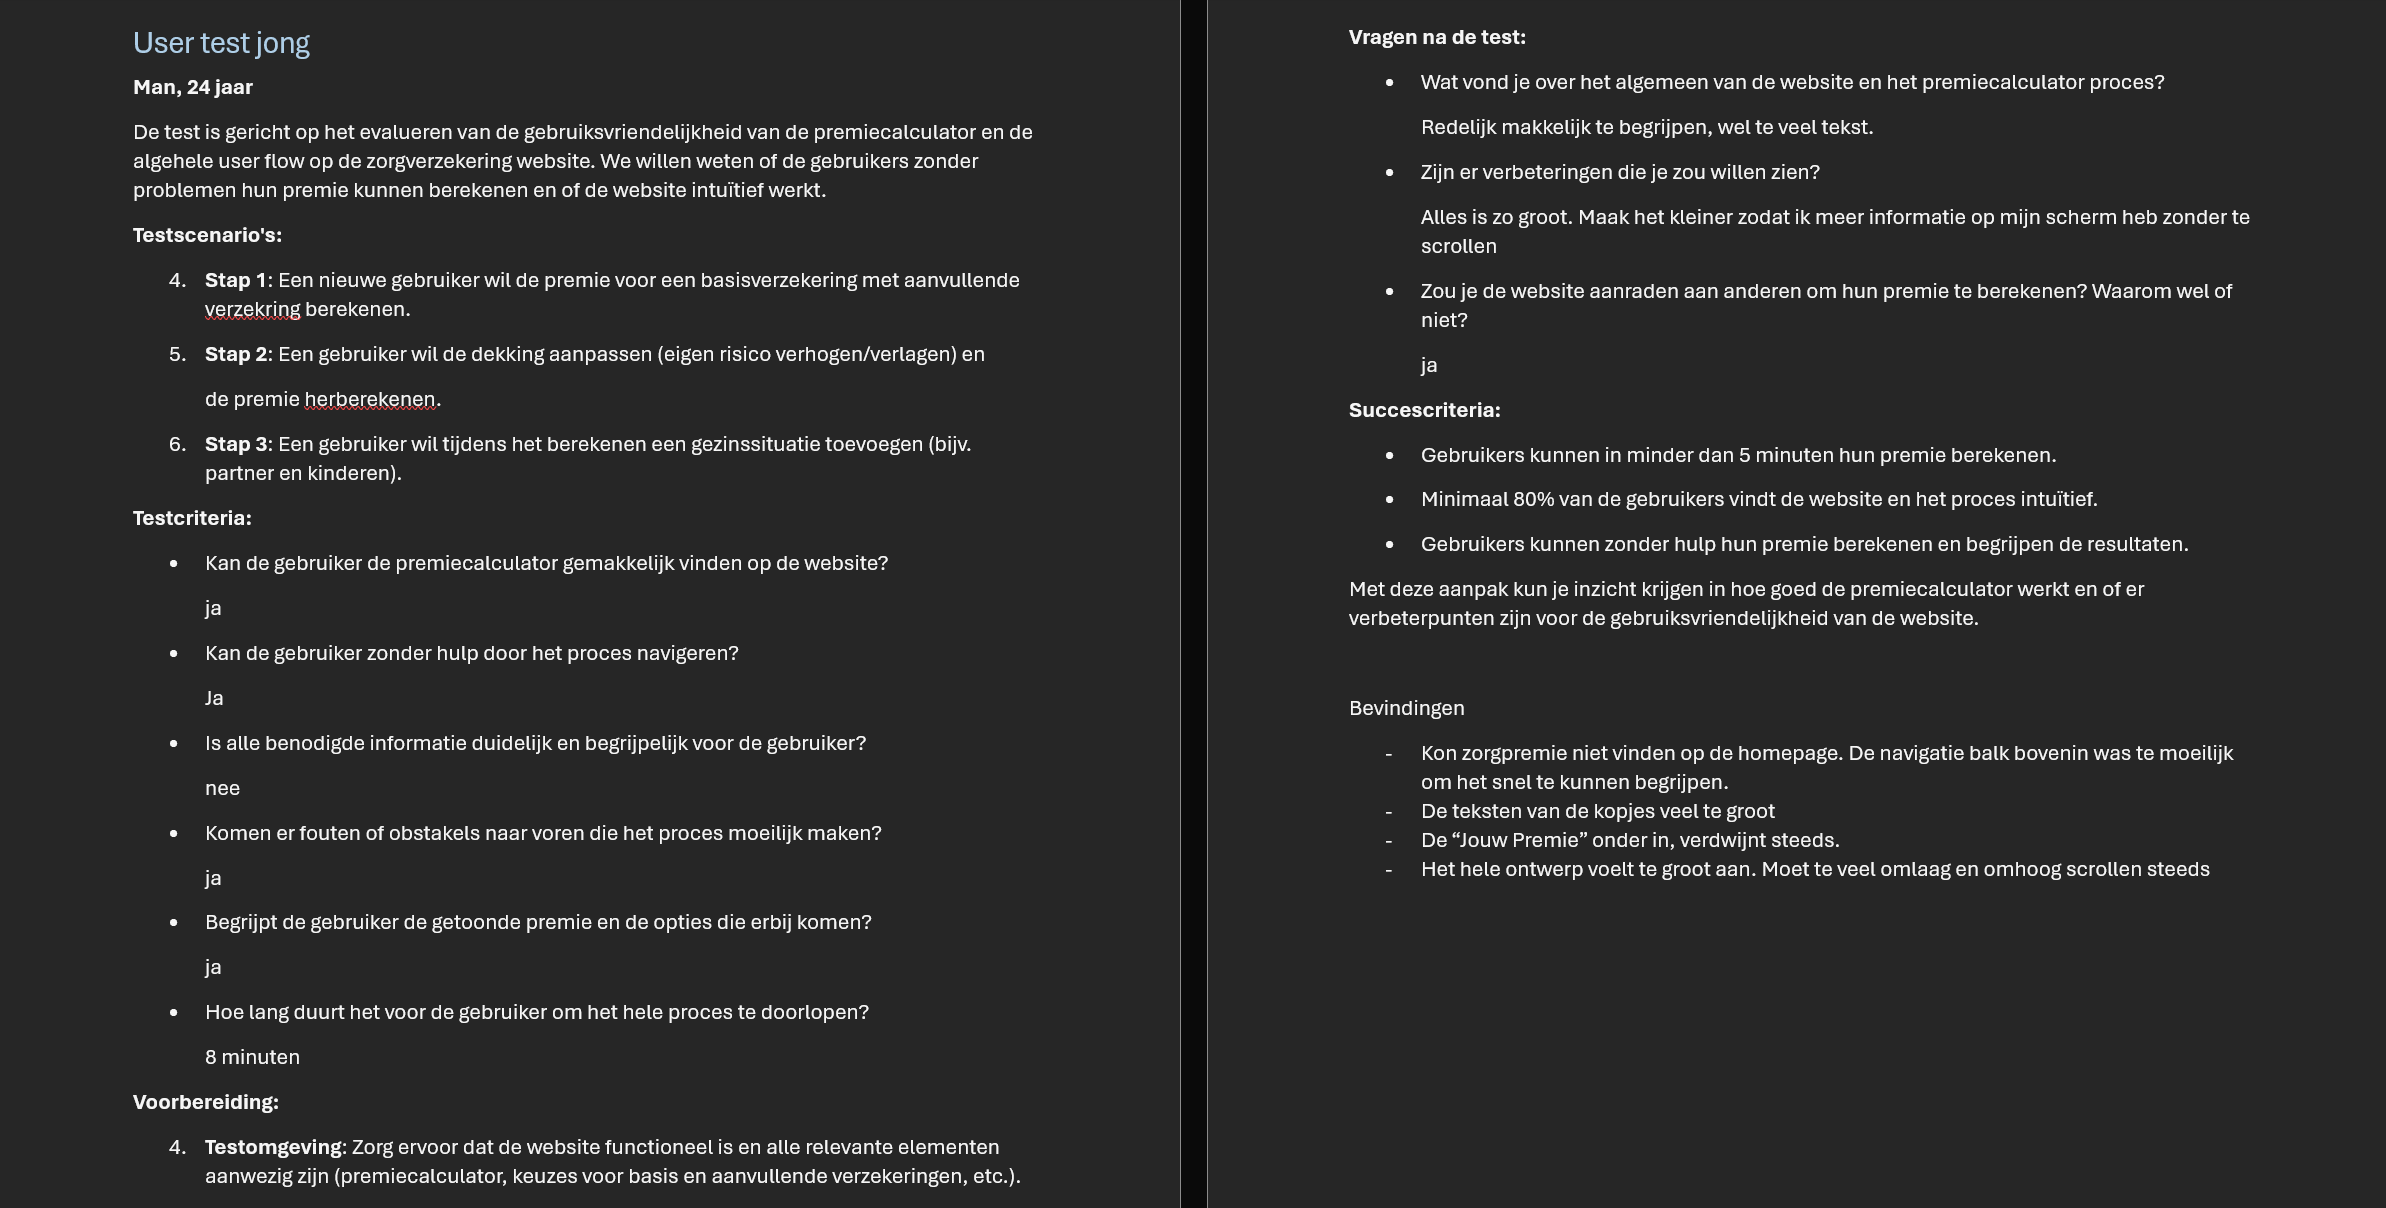 User test jong
Man, 24 jaar
De test is gericht op het evalueren van de gebruiksvriendelijkheid van de premiecalculator en de
algehele user flow op de zorgverzekering website. We willen weten of de gebruikers zonder
problemen hun premie kunnen berekenen en of de website intuïtief werkt.
Testscenario's:
4. Stap 1: Een nieuwe gebruiker wil de premie voor een basisverzekering met aanvullende
verzekring berekenen.
5. Stap 2: Een gebruiker wil de dekking aanpassen (eigen risico verhogen/verlagen) en
de premie herberekenen.
6. Stap 3: Een gebruiker wil tijdens het berekenen een gezinssituatie toevoegen (bijv.
partner en kinderen).
Testcriteria:
• Kan de gebruiker de premiecalculator gemakkelijk vinden op de website?
ja
• Kan de gebruiker zonder hulp door het proces navigeren?
Ja
• Is alle benodigde informatie duidelijk en begrijpelijk voor de gebruiker?
nee
• Komen er fouten of obstakels naar voren die het proces moeilijk maken?
ja
• Begrijpt de gebruiker de getoonde premie en de opties die erbij komen?
ja
• Hoe lang duurt het voor de gebruiker om het hele proces te doorlopen?
8 minuten
Voorbereiding:
4. Testomgeving: Zorg ervoor dat de website functioneel is en alle relevante elementen
aanwezig zijn (premiecalculator, keuzes voor basis en aanvullende verzekeringen, etc.).
Vragen na de test:
• Wat vond je over het algemeen van de website en het premiecalculator proces?
Redelijk makkelijk te begrijpen, wel te veel tekst.
• Zijn er verbeteringen die je zou willen zien?
Alles is zo groot. Maak het kleiner zodat ik meer informatie op mijn scherm heb zonder te
scrollen
• Zou je de website aanraden aan anderen om hun premie te berekenen? Waarom wel of
niet?
ja
Succescriteria:
• Gebruikers kunnen in minder dan 5 minuten hun premie berekenen.
• Minimaal 80% van de gebruikers vindt de website en het proces intuïtief.
• Gebruikers kunnen zonder hulp hun premie berekenen en begrijpen de resultaten.
Met deze aanpak kun je inzicht krijgen in hoe goed de premiecalculator werkt en of er
verbeterpunten zijn voor de gebruiksvriendelijkheid van de website.
Bevindingen
- Kon zorgpremie niet vinden op de homepage. De navigatie balk bovenin was te moeilijk
om het snel te kunnen begrijpen.
- De teksten van de kopjes veel te groot
- De “Jouw Premie” onder in, verdwijnt steeds.
- Het hele ontwerp voelt te groot aan. Moet te veel omlaag en omhoog scrollen steeds